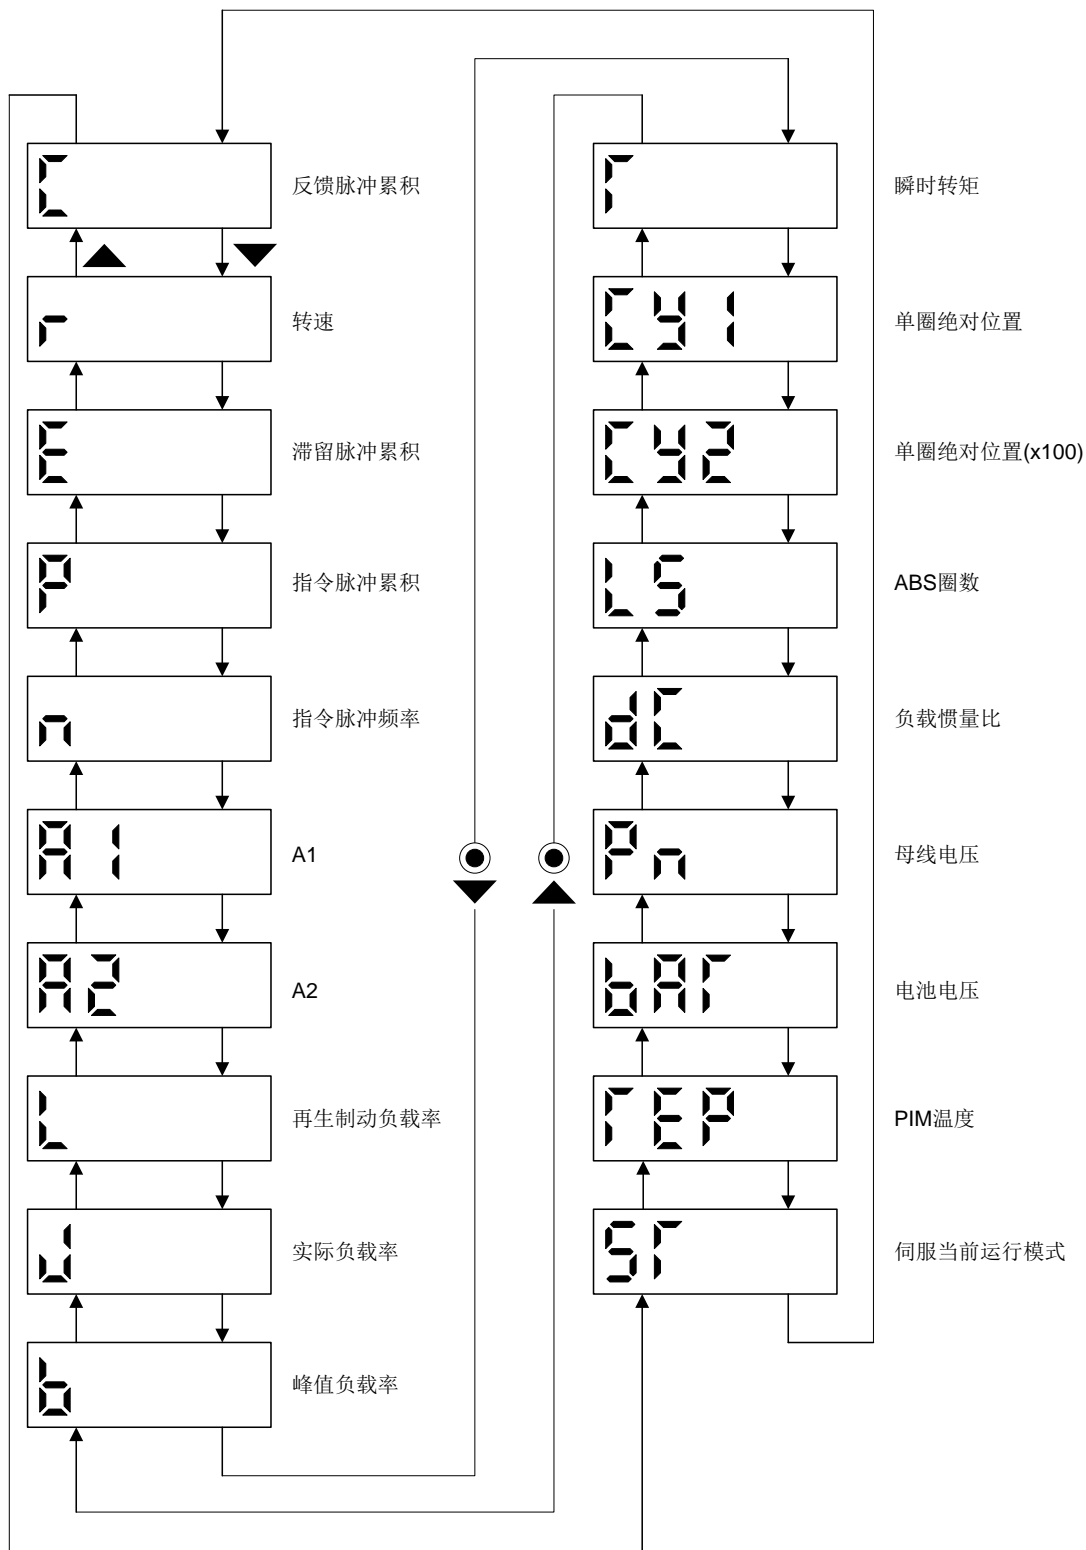 C
反馈脉冲累积
r
转速
E
滞留脉冲累积
P
指令脉冲累积
n
指令脉冲频率
A1
A1
A2
A2
L
再生制动负载率
J
实际负载率
b
峰值负载率
T
瞬时转矩
Cy1
单圈绝对位置
Cy2
单圈绝对位置(x100)
LS
ABS圈数
dC
负载惯量比
Pn
母线电压
bAT
电池电压
TEP
PIM温度
ST
伺服当前运行模式